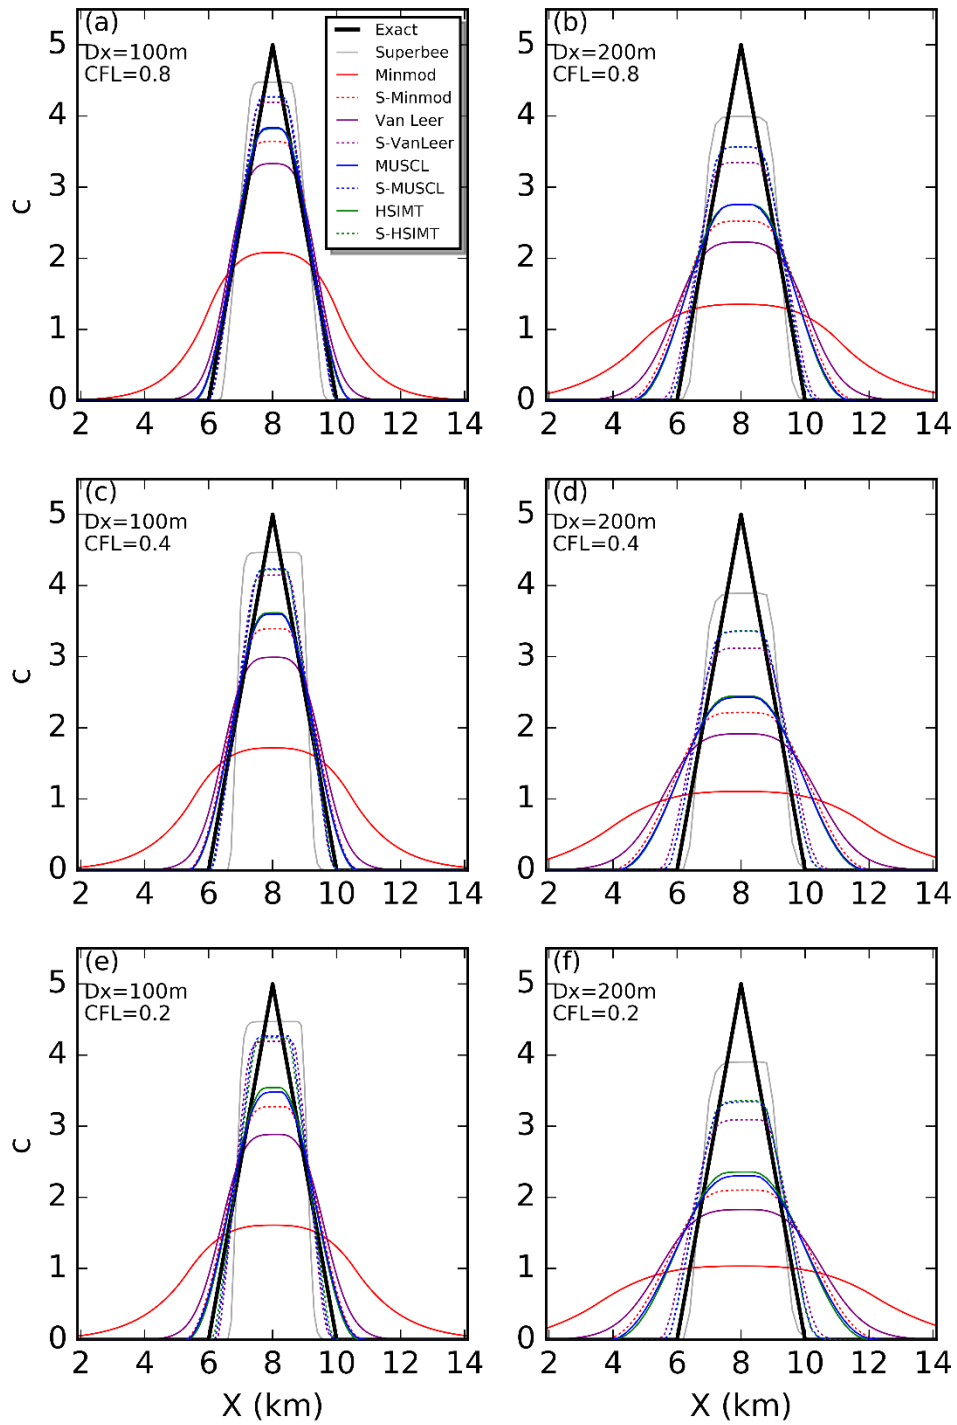 (a)
Dx=100m
CFL=0.8
Exact
Superbee
Minmod
S-Minmod
Van Leer
S-VanLeer
MUSCL
S-MUSCL
HSIMT
S-HSIMT
5
4
3
2
1
0
c
2 4 6 8 10 12 14
(b)
Dx=200m
CFL=0.8
5
4
3
2
1
0
2 4 6 8 10 12 14
(c)
Dx=100m
CFL=0.4
5
4
3
2
1
0
c
2 4 6 8 10 12 14
(d)
Dx=200m
CFL=0.4
5
4
3
2
1
0
2 4 6 8 10 12 14
(e)
Dx=100m
CFL=0.2
5
4
3
2
1
0
c
2 4 6 8 10 12 14
X (km)
(f)
Dx=200m
CFL=0.2
5
4
3
2
1
0
2 4 6 8 10 12 14
X (km)